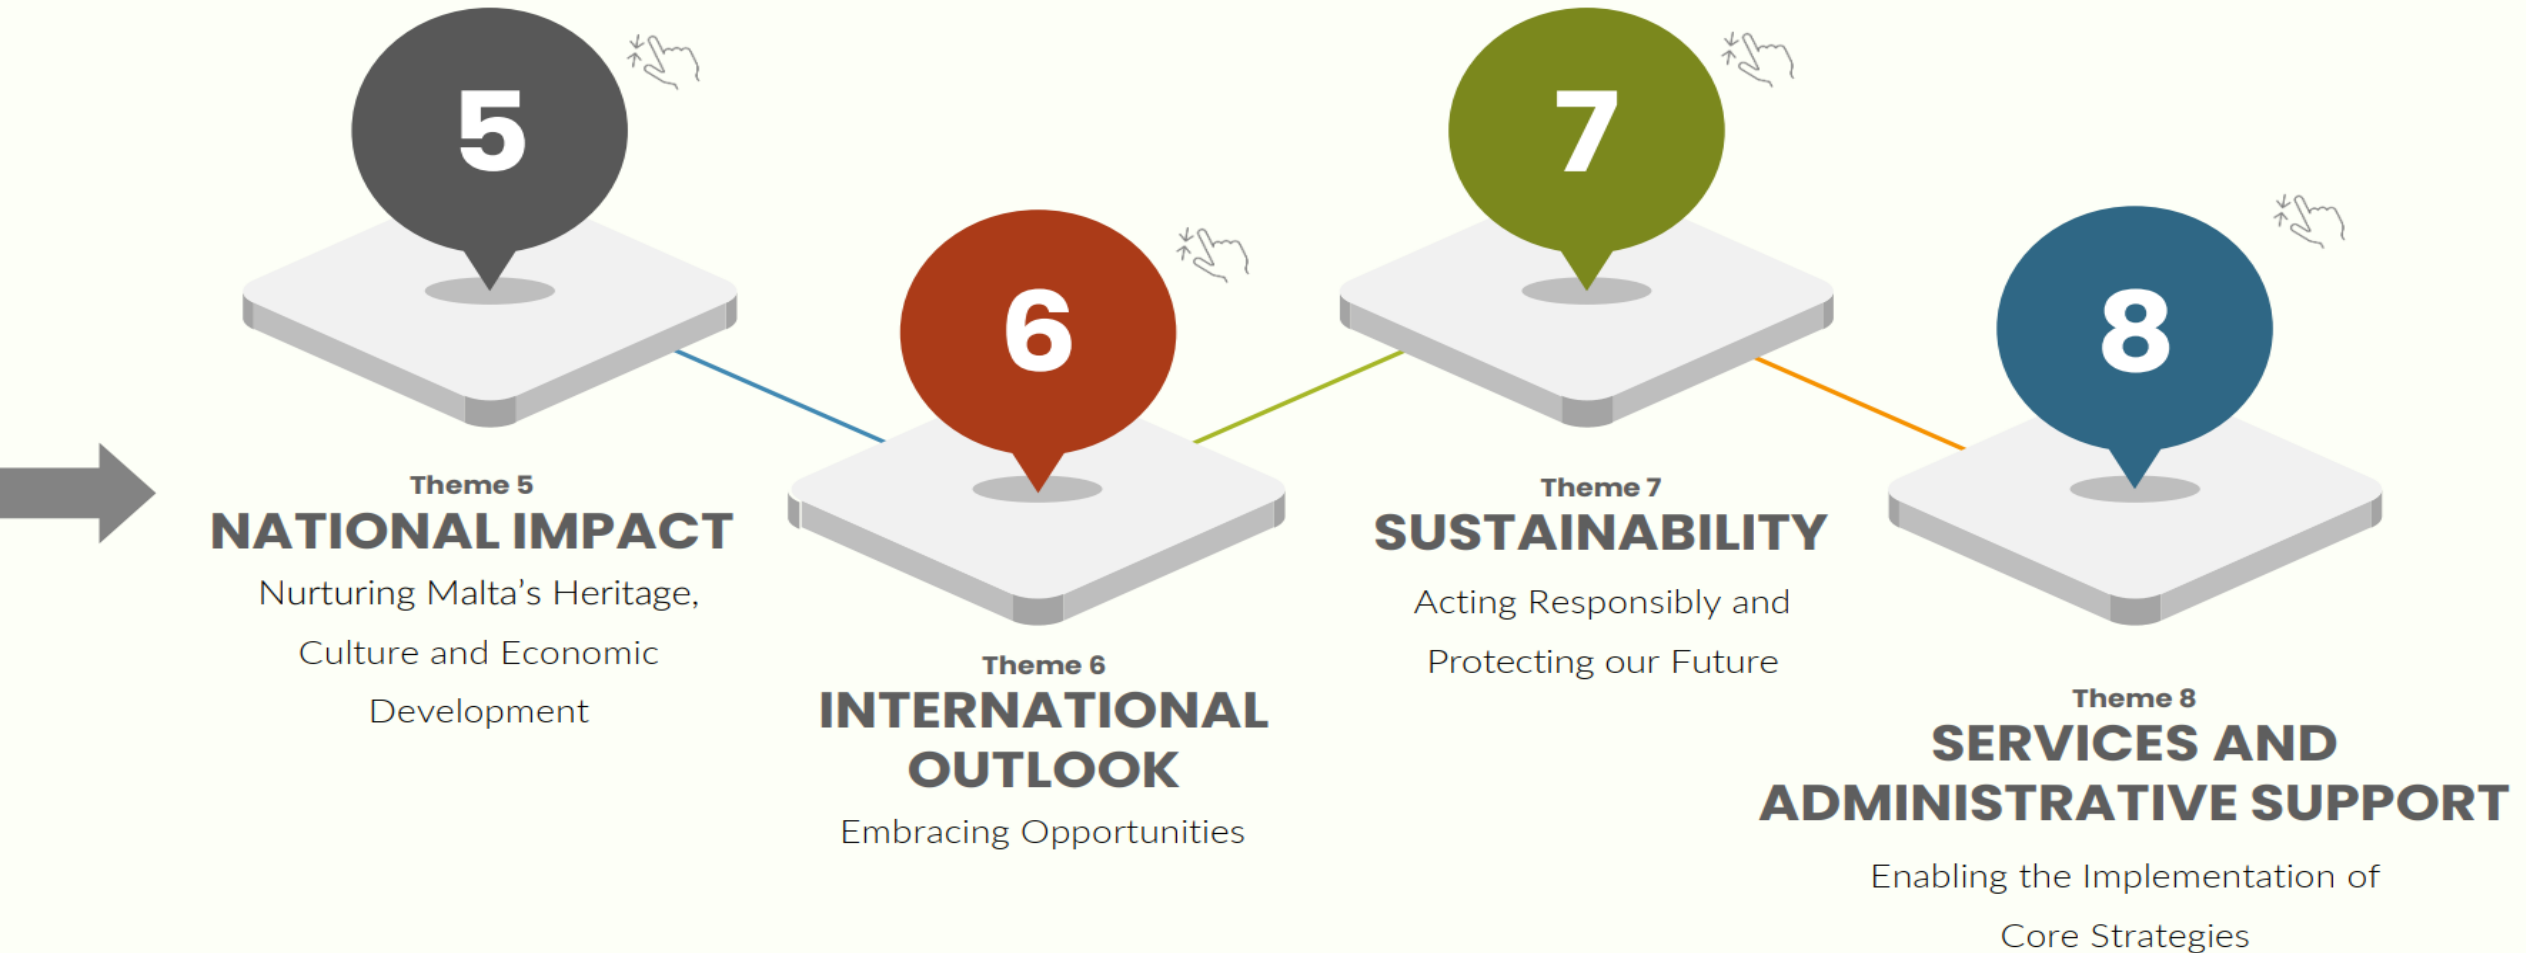 5
Theme 5
NATIONAL IMPACT
Nurturing Malta’s Heritage,
Culture and Economic
Development
6
Theme 6
INTERNATIONAL
OUTLOOK
Embracing Opportunities
7
Theme 7
SUSTAINABILITY
Acting Responsibly and
Protecting our Future
8
Theme 8
SERVICES AND
ADMINISTRATIVE SUPPORT
Enabling the Implementation of
Core Strategies